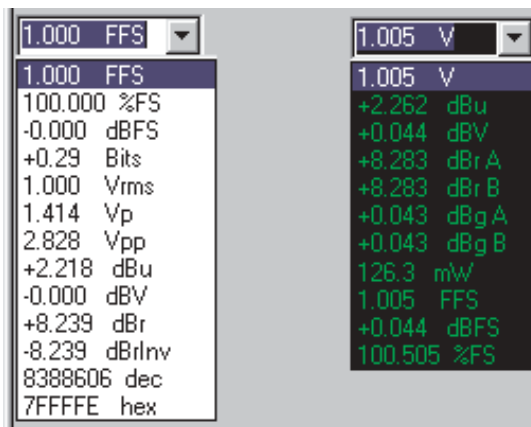 1.000 FFS
1.000 FFS
100.000 %FS
-0.000 dBFS
+0.29 Bits
1.000 Vrms
1.414 Vp
2.828 Vpp
+2.218 dBu
-0.000 dBV
+8.239 dBr
-8.239 dBrInv
8388606 dec
7FFFFE hex
1.005 V
1.005 V
+2.262 dBu
+0.044 dBV
+8.283 dBr A
+8.283 dBr B
+0.043 dBg A
+0.043 dBg B
126.3 mW
1.005 FFS
+0.044 dBFS
100.505 %FS